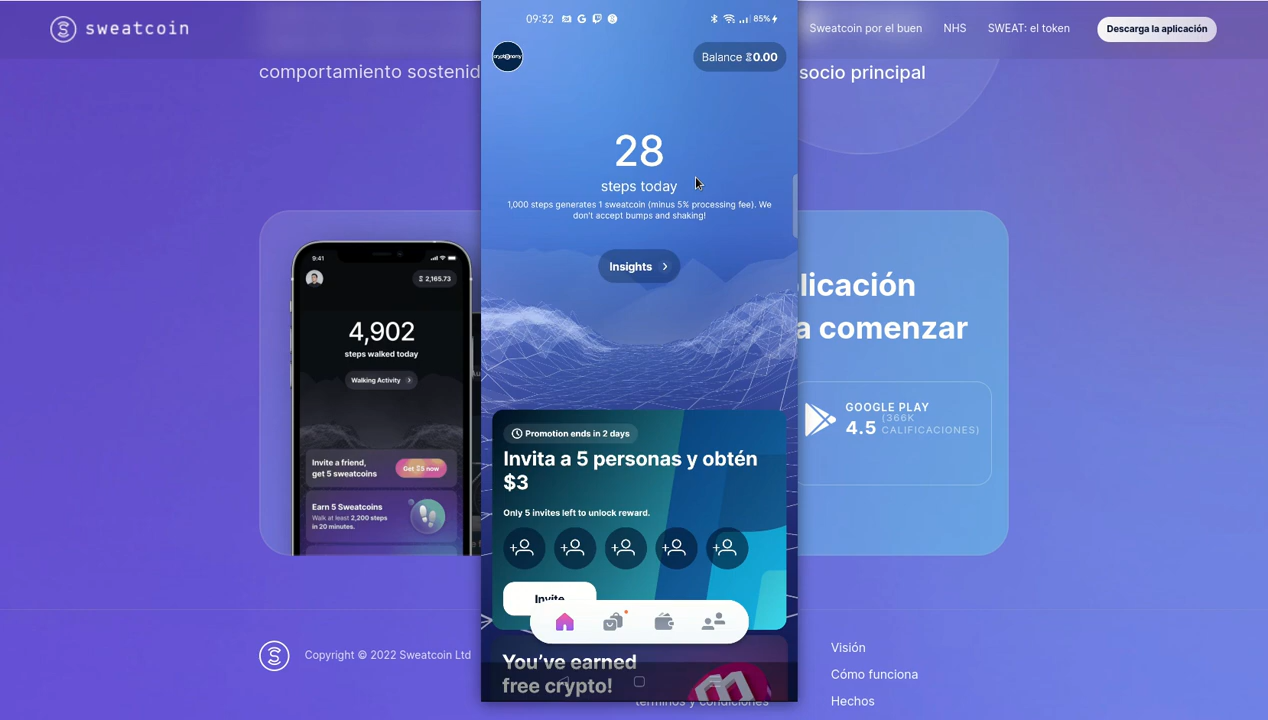 sweatcoin
Sweatcoin por el buen
NHS
SWEAT: el token
Descarga la aplicación
comportamiento sostenid
socio principal
09:32
85%
Balance 0.00
28
steps today
1,000 steps generates 1 sweatcoin (minus 5% processing fee). We
don't accept bumps and shaking!
Insights
Promotion ends in 2 days
Invita a 5 personas y obtén
$3
Only 5 invites left to unlock reward.
Invite
You've earned
free crypto!
9:41
2,165.73
4,902
steps walked today
Walking Activity
Invite a friend,
get 5 sweatcoins
Get 5 now
Earn 5 Sweatcoins
Walk at least 2,200 steps
in 20 minutes.
licación
a comenzar
GOOGLE PLAY
4.5
(366K
CALIFICACIONES)
Copyright © 2022 Sweatcoin Ltd
términos y condiciones
Visión
Cómo funciona
Hechos